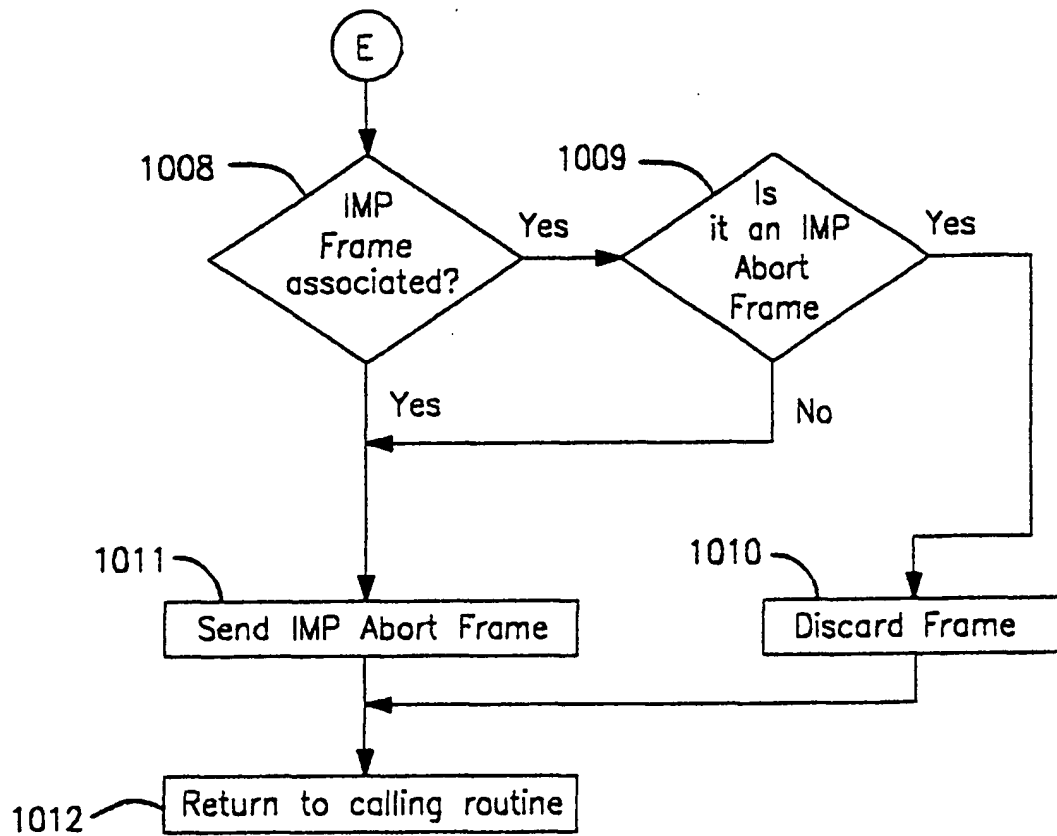 E
1008
IMP
Frame
associated?
Yes
1009
Is
it an IMP
Abort
Frame
Yes
Yes
No
1011
Send IMP Abort Frame
1010
Discard Frame
1012
Return to calling routine